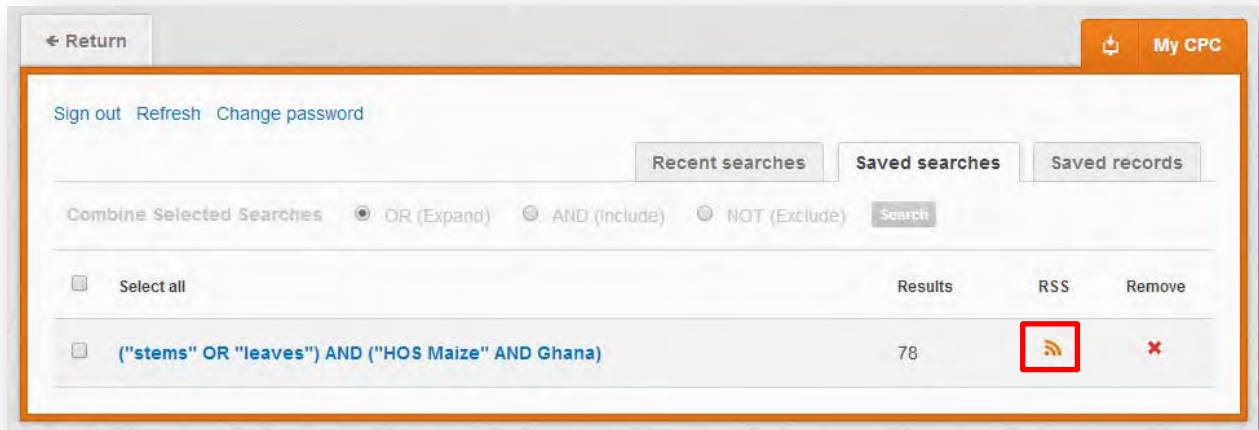 ← Return
My CPC
Sign out Refresh Change password
Recent searches Saved searches Saved records
Combine Selected Searches OR (Expand) AND (Include) NOT (Exclude) Search
Select all Results RSS Remove
("stems" OR "leaves") AND ("HOS Maize" AND Ghana) 78